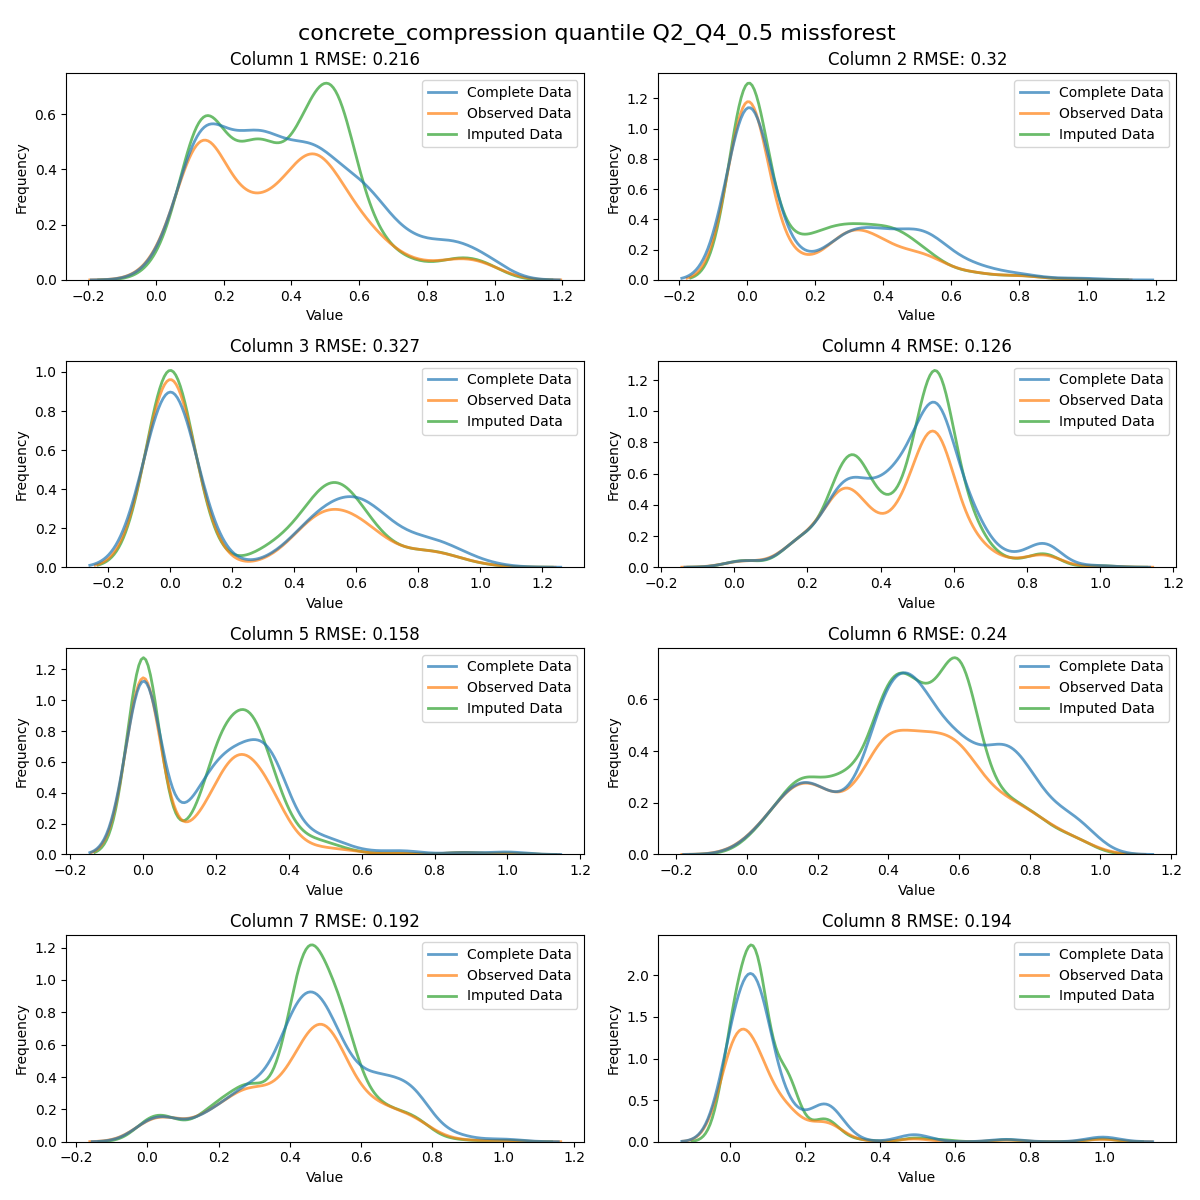 concrete_compression quantile Q2_Q4_0.5 missforest
Column 1 RMSE: 0.216
Frequency
0.6
0.4
0.2
0.0
Complete Data
Observed Data
Imputed Data
−0.2 0.0 0.2 0.4 0.6 0.8 1.0 1.2
Value
Column 2 RMSE: 0.32
Frequency
1.2
1.0
0.8
0.6
0.4
0.2
0.0
Complete Data
Observed Data
Imputed Data
−0.2 0.0 0.2 0.4 0.6 0.8 1.0 1.2
Value
Column 3 RMSE: 0.327
Frequency
1.0
0.8
0.6
0.4
0.2
0.0
Complete Data
Observed Data
Imputed Data
−0.2 0.0 0.2 0.4 0.6 0.8 1.0 1.2
Value
Column 4 RMSE: 0.126
Frequency
1.2
1.0
0.8
0.6
0.4
0.2
0.0
Complete Data
Observed Data
Imputed Data
−0.2 0.0 0.2 0.4 0.6 0.8 1.0 1.2
Value
Column 5 RMSE: 0.158
Frequency
1.2
1.0
0.8
0.6
0.4
0.2
0.0
Complete Data
Observed Data
Imputed Data
−0.2 0.0 0.2 0.4 0.6 0.8 1.0 1.2
Value
Column 6 RMSE: 0.24
Frequency
0.6
0.4
0.2
0.0
Complete Data
Observed Data
Imputed Data
−0.2 0.0 0.2 0.4 0.6 0.8 1.0 1.2
Value
Column 7 RMSE: 0.192
Frequency
1.2
1.0
0.8
0.6
0.4
0.2
0.0
Complete Data
Observed Data
Imputed Data
−0.2 0.0 0.2 0.4 0.6 0.8 1.0 1.2
Value
Column 8 RMSE: 0.194
Frequency
2.0
1.5
1.0
0.5
0.0
Complete Data
Observed Data
Imputed Data
0.0 0.2 0.4 0.6 0.8 1.0
Value